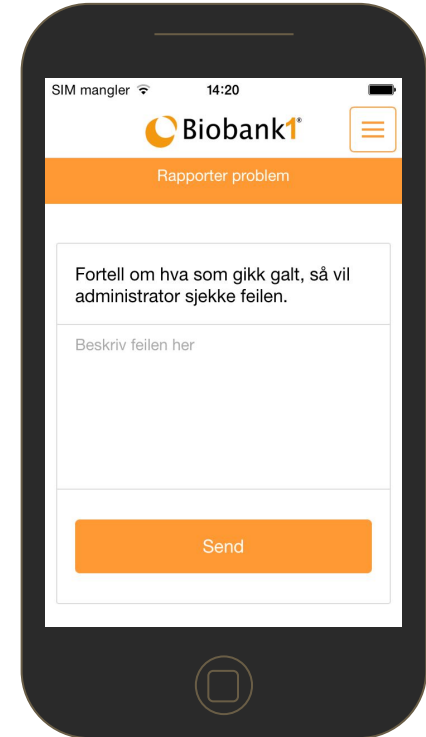 SIM mangler 14:20
Biobank1®
Rapporter problem
Fortell om hva som gikk galt, så vil
administrator sjekke feilen.
Beskriv feilen her
Send